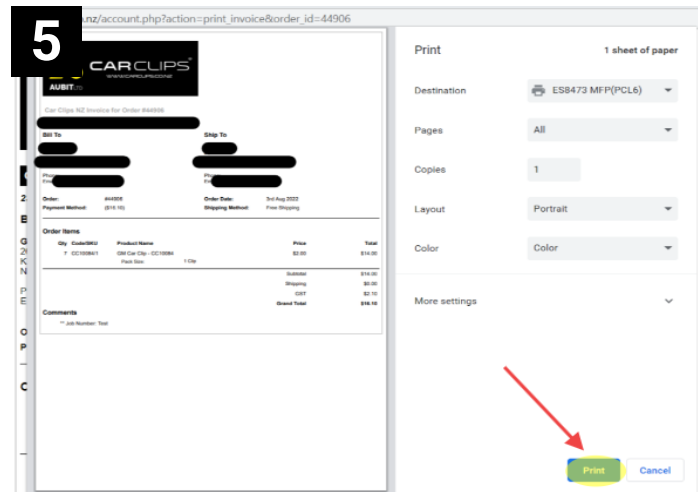 5
.nz/account.php?action=print_invoice&order_id=44906
CARCLIPS
WWW.CARCLIPS.CO.NZ
AUBIT LTD
Car Clips NZ Invoice for Order #44906
Bill To Ship To
Order: #44906 Order Date: 3rd Aug 2022
Payment Method: ($16.10) Shipping Method: Free Shipping
Order Items
Qty Code/SKU Product Name Price Total
7 CC10084/1 GM Car Clip - CC10084 $2.00 $14.00
Pack Size: 1 Clip
Subtotal $14.00
Shipping $0.00
GST $2.10
Grand Total $16.10
Comments
** Job Number: Test
Print 1 sheet of paper
Destination ES8473 MFP(PCL6)
Pages All
Copies 1
Layout Portrait
Color Color
More settings
Print Cancel